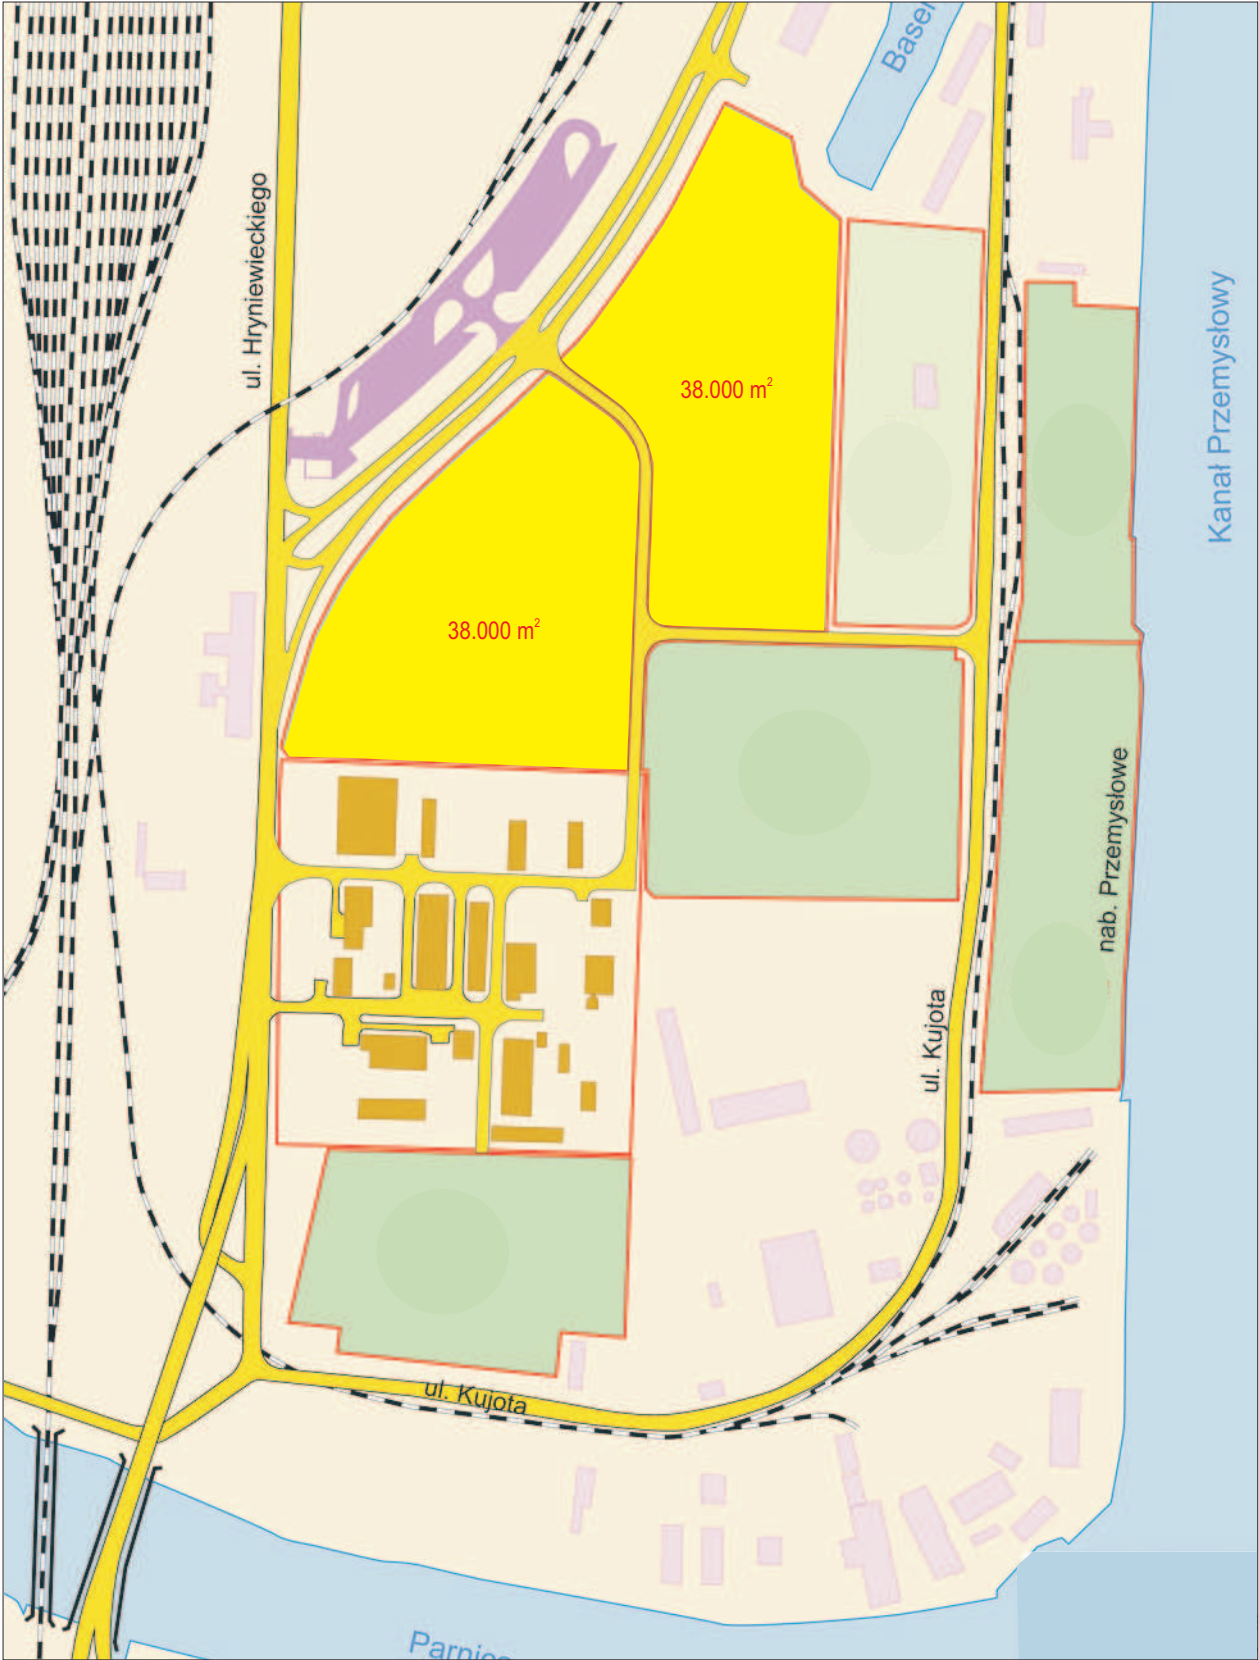 Basen
ul. Hryniewieckiego
Kanał Przemysłowy
38.000 m²
38.000 m²
nab. Przemysłowe
ul. Kujota
ul. Kujota